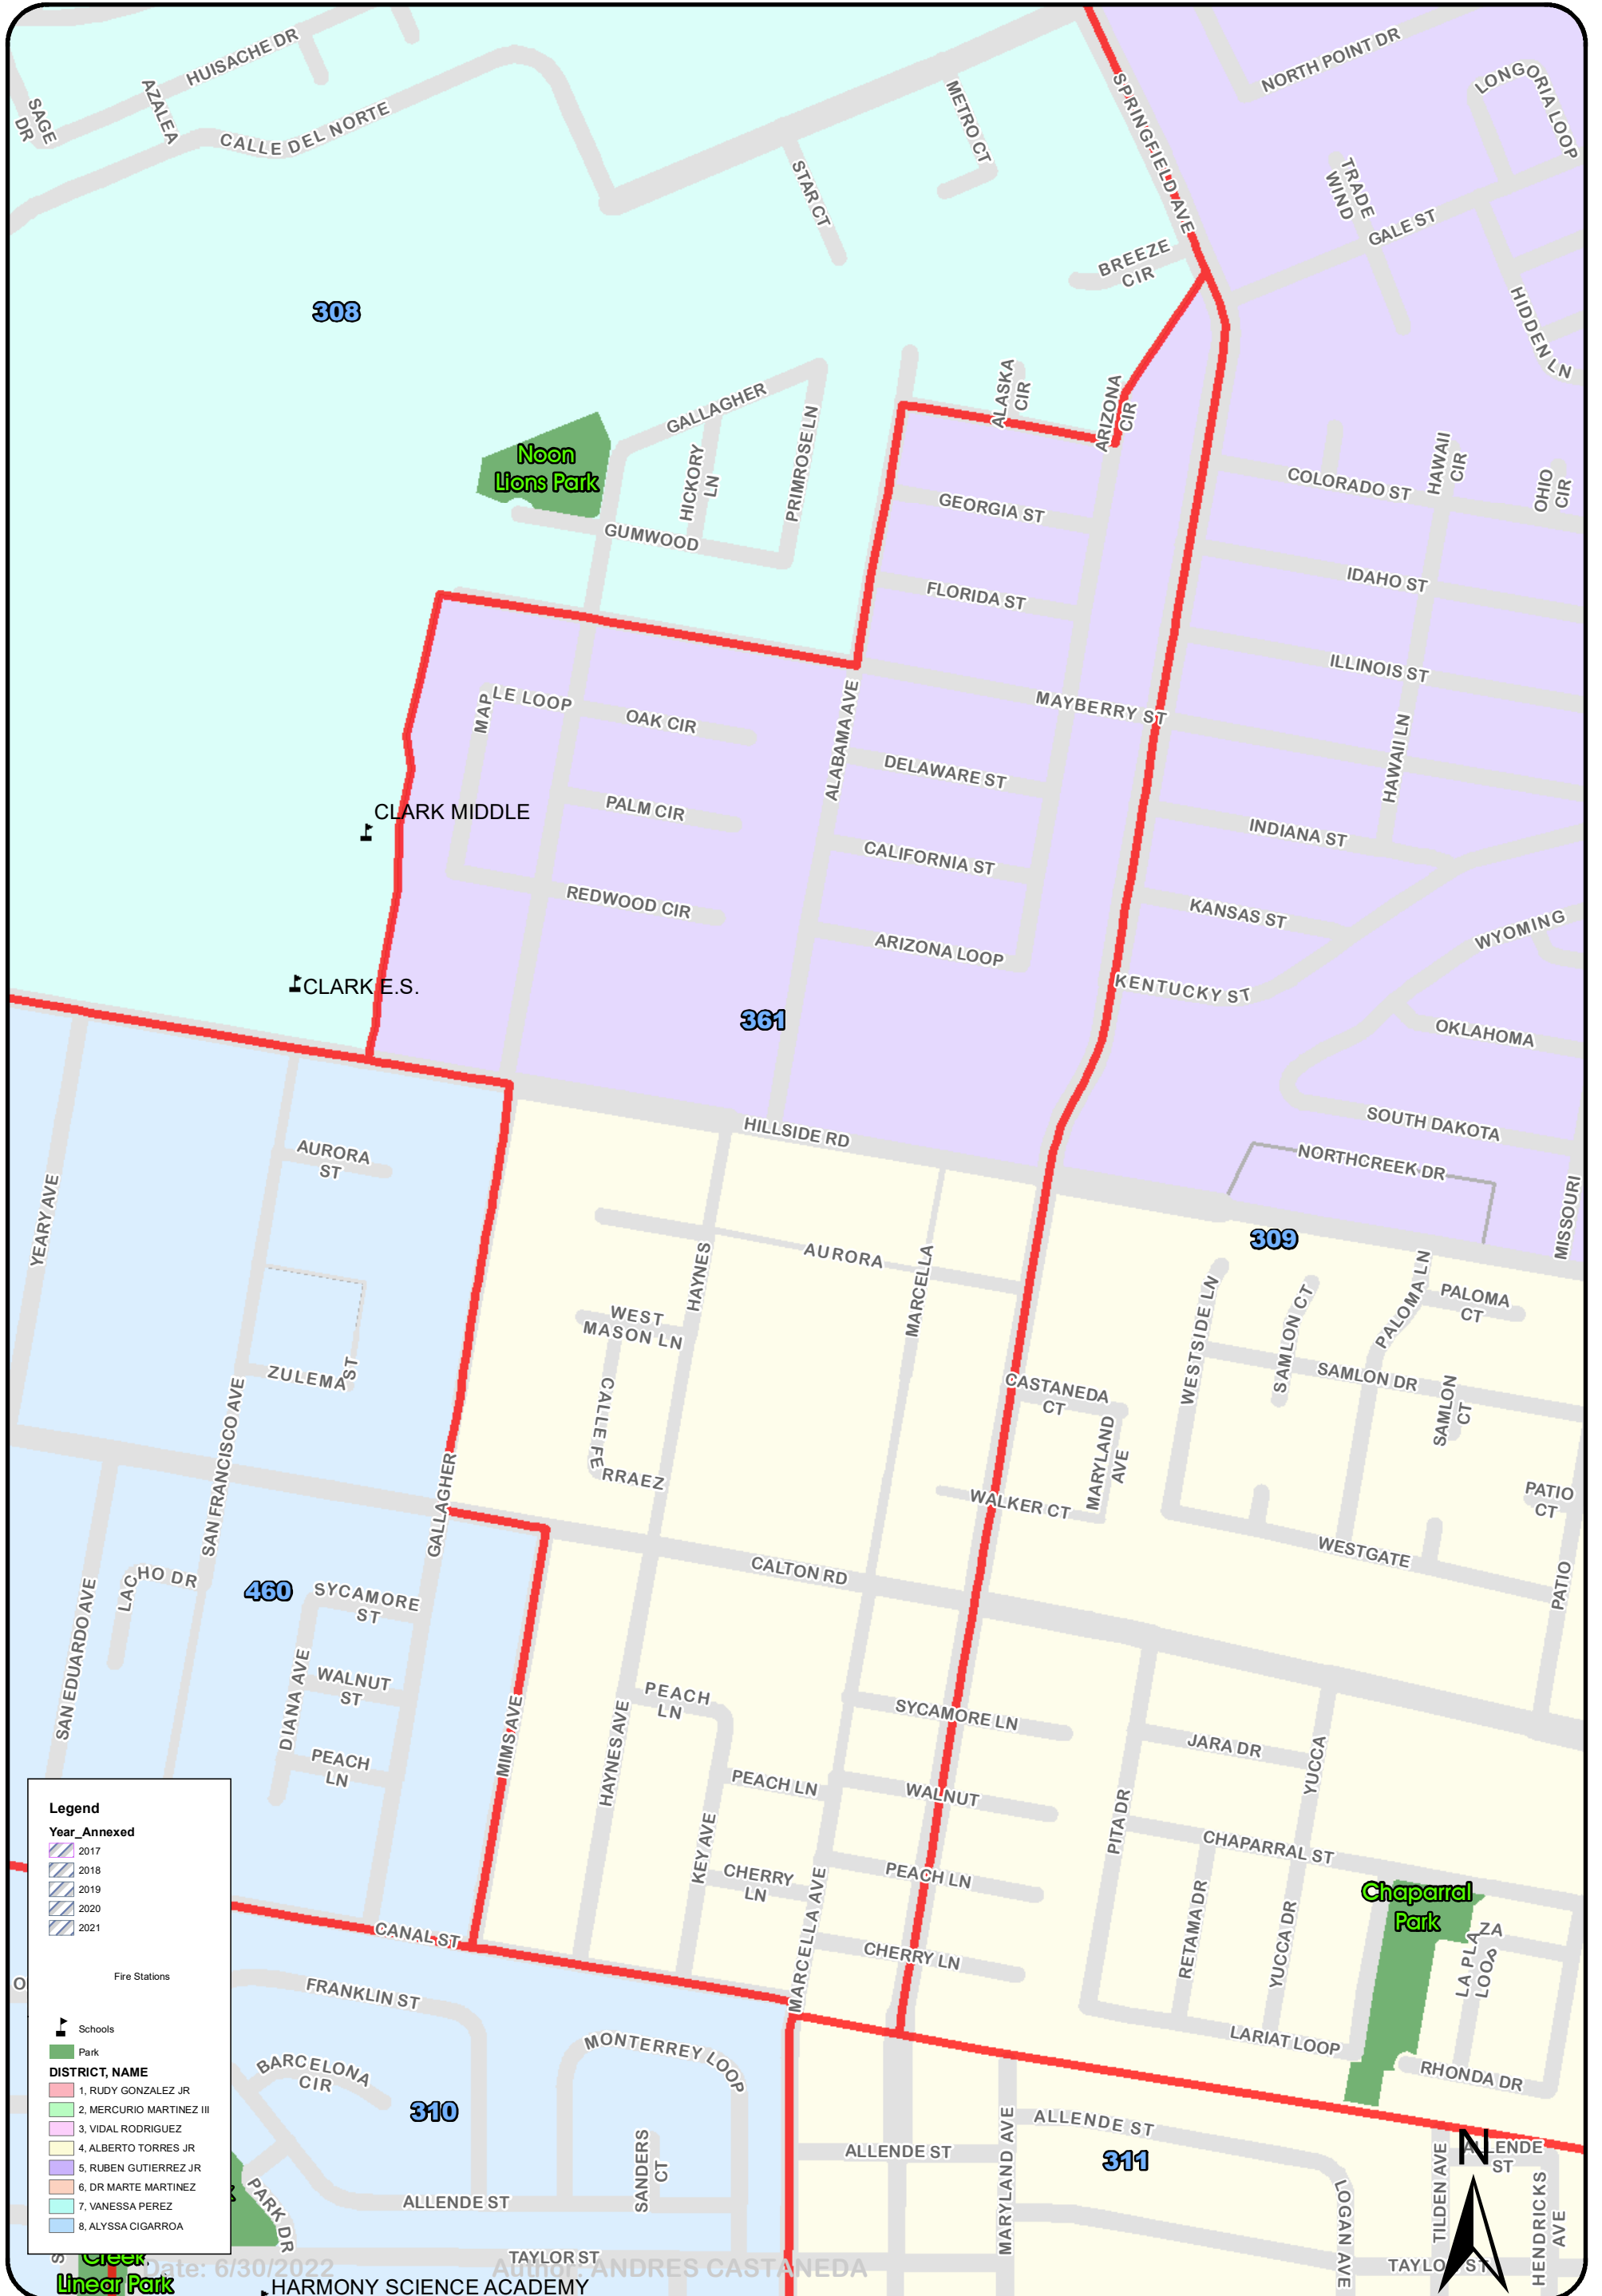 HUISACHE DR
SAGE
DR
AZALEA
CALLE DEL NORTE
STAR CT
METRO CT
SPRINGFIELD AVE
NORTH POINT DR
LONGORIA LOOP
TRADE
WIND
GALE ST
BREEZE
CIR
HIDDEN LN
308
GALLAGHER
HICKORY
LN
PRIMROSE LN
Noon
Lions Park
GUMWOOD
ALASKA
CIR
ARIZONA
CIR
GEORGIA ST
FLORIDA ST
COLORADO ST
HAWAII
CIR
OHIO
CIR
IDAHO ST
ILLINOIS ST
MAPLE LOOP
OAK CIR
ALABAMA AVE
MAYBERRY ST
HAWAII LN
DELAWARE ST
PALM CIR
CLARK MIDDLE
CALIFORNIA ST
INDIANA ST
REDWOOD CIR
KANSAS ST
ARIZONA LOOP
WYOMING
CLARK E.S.
KENTUCKY ST
361
OKLAHOMA
HILLSIDE RD
SOUTH DAKOTA
NORTHCREEK DR
MISSOURI
AURORA
ST
YEARY AVE
309
AURORA
HAYNES
MARCELLA
WEST
MASON LN
WESTSIDE LN
SAMLON CT
PALOMA LN
PALOMA
CT
ZULEMA ST
SAN FRANCISCO AVE
CALLE FERRAEZ
CASTANEDA
CT
MARYLAND
AVE
SAMLON DR
SAMLON
CT
GALLAGHER
WALKER CT
PATIO
CT
WESTGATE
PATIO
CALTON RD
SAN EDUARDO AVE
LACHO DR
460
SYCAMORE
ST
DIANA AVE
WALNUT
ST
PEACH
LN
MIMS AVE
HAYNES AVE
PEACH
LN
SYCAMORE LN
JARA DR
YUCCA
PEACH LN
WALNUT
PITA DR
CHAPARRAL ST
KEY AVE
CHERRY
LN
PEACH LN
MARCELLA AVE
RETAMA DR
YUCCA DR
Chaparral
Park
LA PLAZA
LOOP
CANAL ST
CHERRY LN
LARIAT LOOP
RHONDA DR
FRANKLIN ST
BARCELONA
CIR
MONTERREY LOOP
310
SANDERS
CT
ALLENDE ST
PARK DR
TAYLOR ST
ALLENDE ST
MARYLAND AVE
ALLENDE ST
311
LOGAN AVE
TILDEN AVE
ALLENDE
ST
HENDRICKS
AVE
TAYLOR ST
N
Legend
Year_Annexed
2017
2018
2019
2020
2021
Fire Stations
Schools
Park
DISTRICT, NAME
1, RUDY GONZALEZ JR
2, MERCURIO MARTINEZ III
3, VIDAL RODRIGUEZ
4, ALBERTO TORRES JR
5, RUBEN GUTIERREZ JR
6, DR MARTE MARTINEZ
7, VANESSA PEREZ
8, ALYSSA CIGARROA
Creek
Linear Park
Date: 6/30/2022
Author: ANDRES CASTANEDA
HARMONY SCIENCE ACADEMY